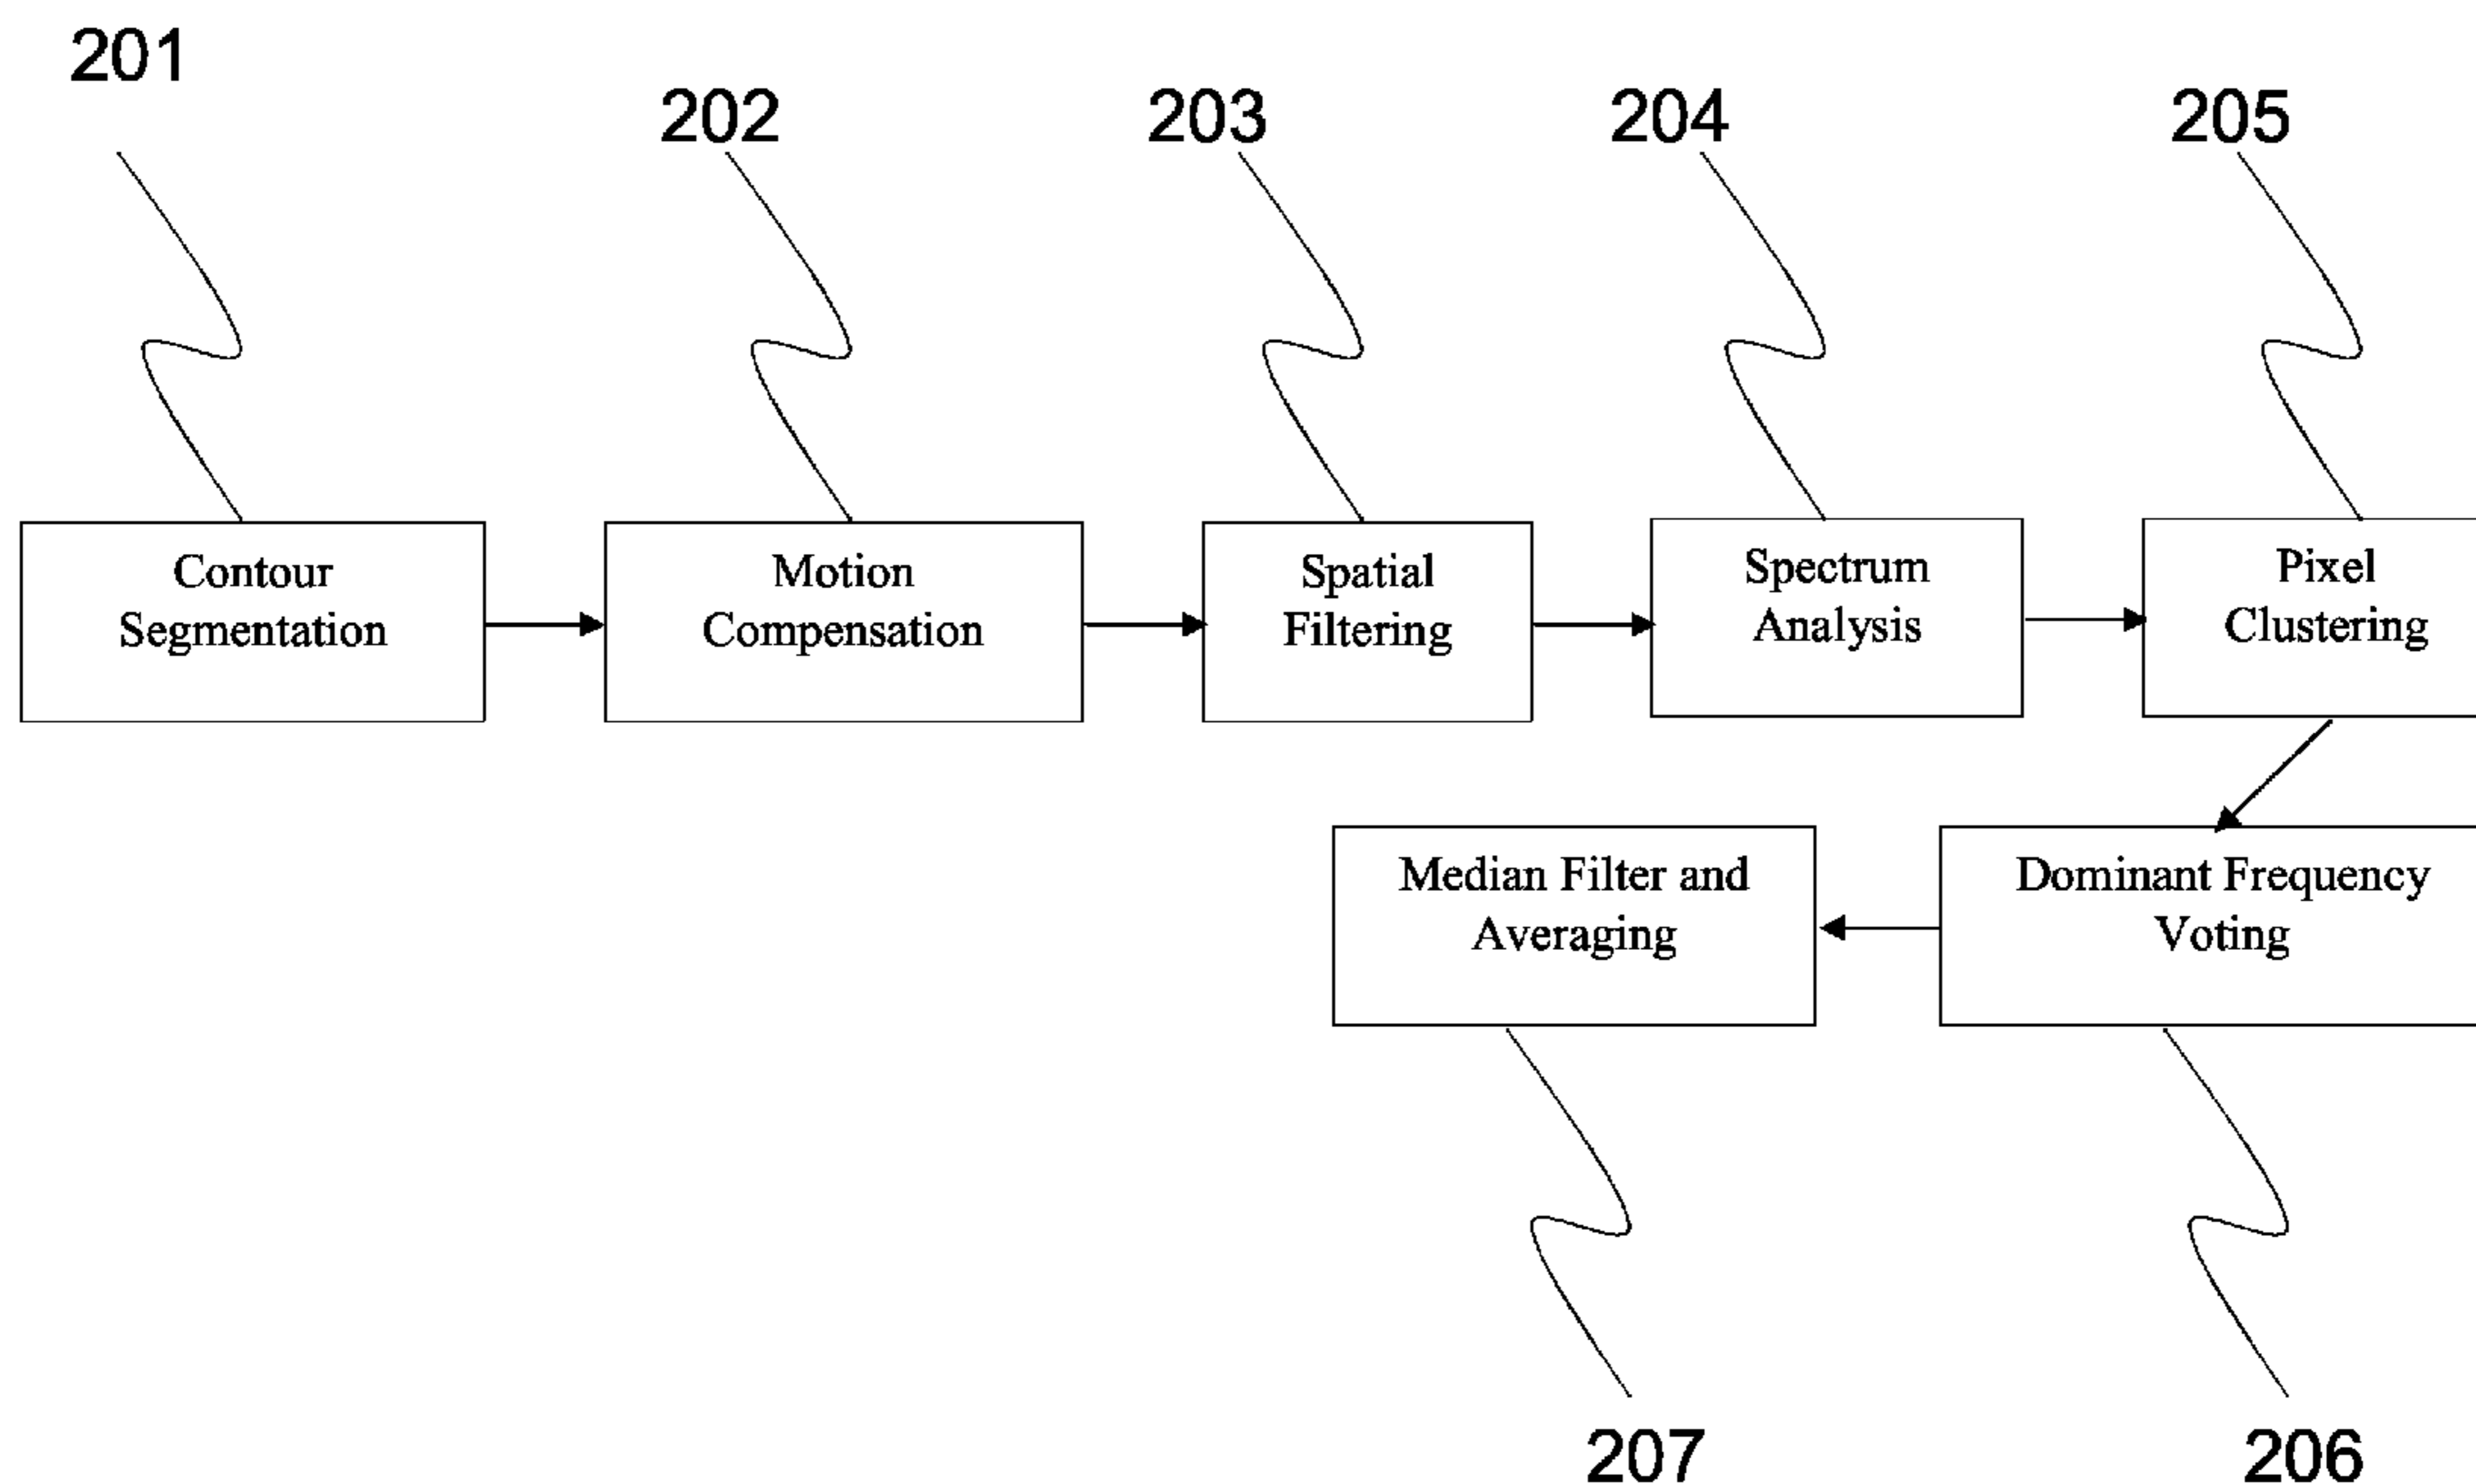 201
202
203
204
205
Contour
Segmentation
Motion
Compensation
Spatial
Filtering
Spectrum
Analysis
Pixel
Clustering
Median Filter and
Averaging
Dominant Frequency
Voting
207
206